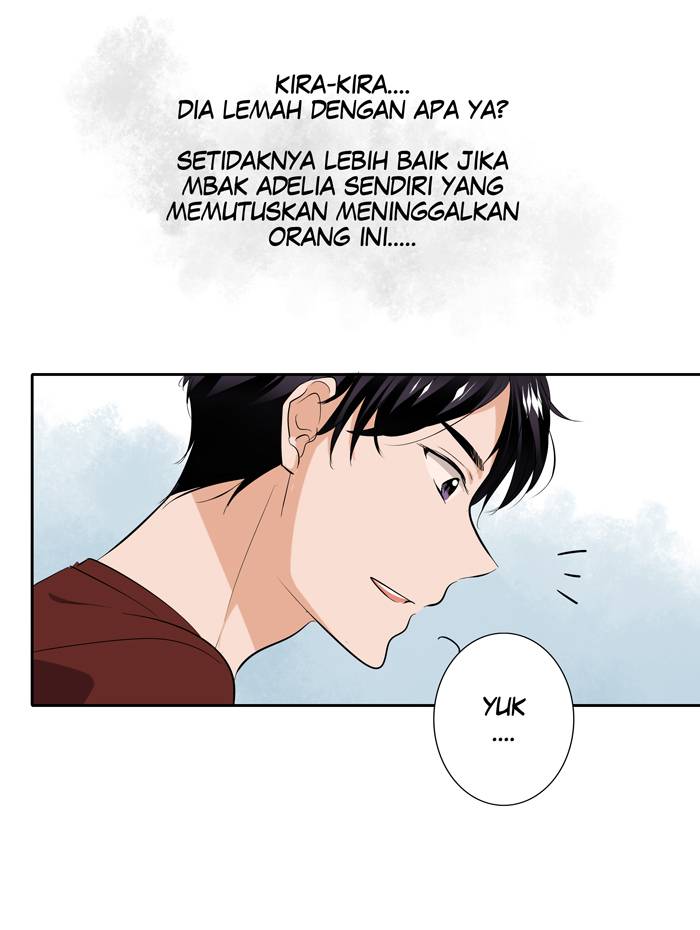 KIRA-KIRA....
DIA LEMAH DENGAN APA YA?
SETIDAKNYA LEBIH BAIK JIKA
MBAK ADELIA SENDIRI YANG
MEMUTUSKAN MENINGGALKAN
ORANG INI.....
YUK
....